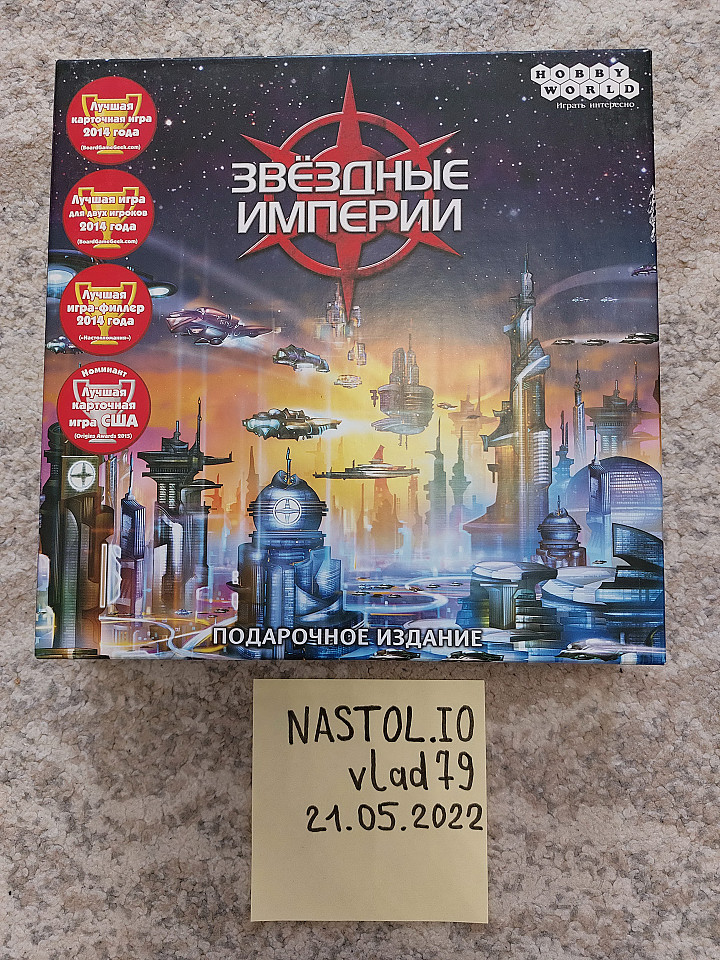 Лучшая
карточная игра
2014 года
(BoardGameGeek.com)
Лучшая игра
для двух игроков
2014 года
(BoardGameGeek.com)
Лучшая
игра-филлер
2014 года
(«Настолкомания»)
Номинант
Лучшая
карточная
игра США
(Origins Awards 2015)
HOBBY
WORLD
Играть интересно
ЗВЁЗДНЫЕ
ИМПЕРИИ
ПОДАРОЧНОЕ ИЗДАНИЕ
NASTOL.IO
vlad79
21.05.2022